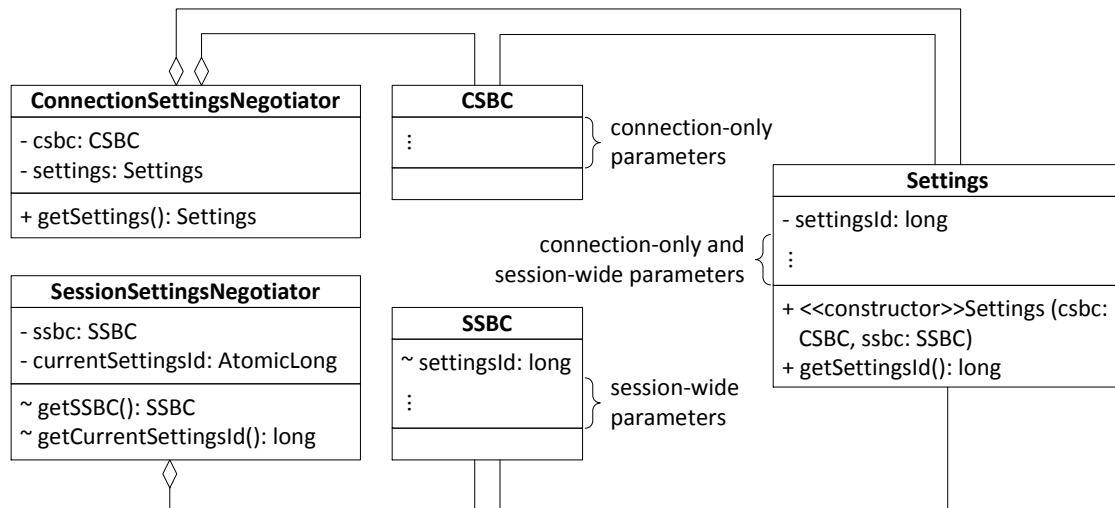 ConnectionSettingsNegotiator
- csbc: CSBC
- settings: Settings
+ getSettings(): Settings
CSBC
⋮
connection-only
parameters
Settings
- settingsId: long
⋮
connection-only and
session-wide parameters
+ <<constructor>>Settings (csbc:
CSBC, ssbc: SSBC)
+ getSettingsId(): long
SessionSettingsNegotiator
- ssbc: SSBC
- currentSettingsId: AtomicLong
~ getSSBC(): SSBC
~ getCurrentSettingsId(): long
SSBC
~ settingsId: long
⋮
session-wide
parameters